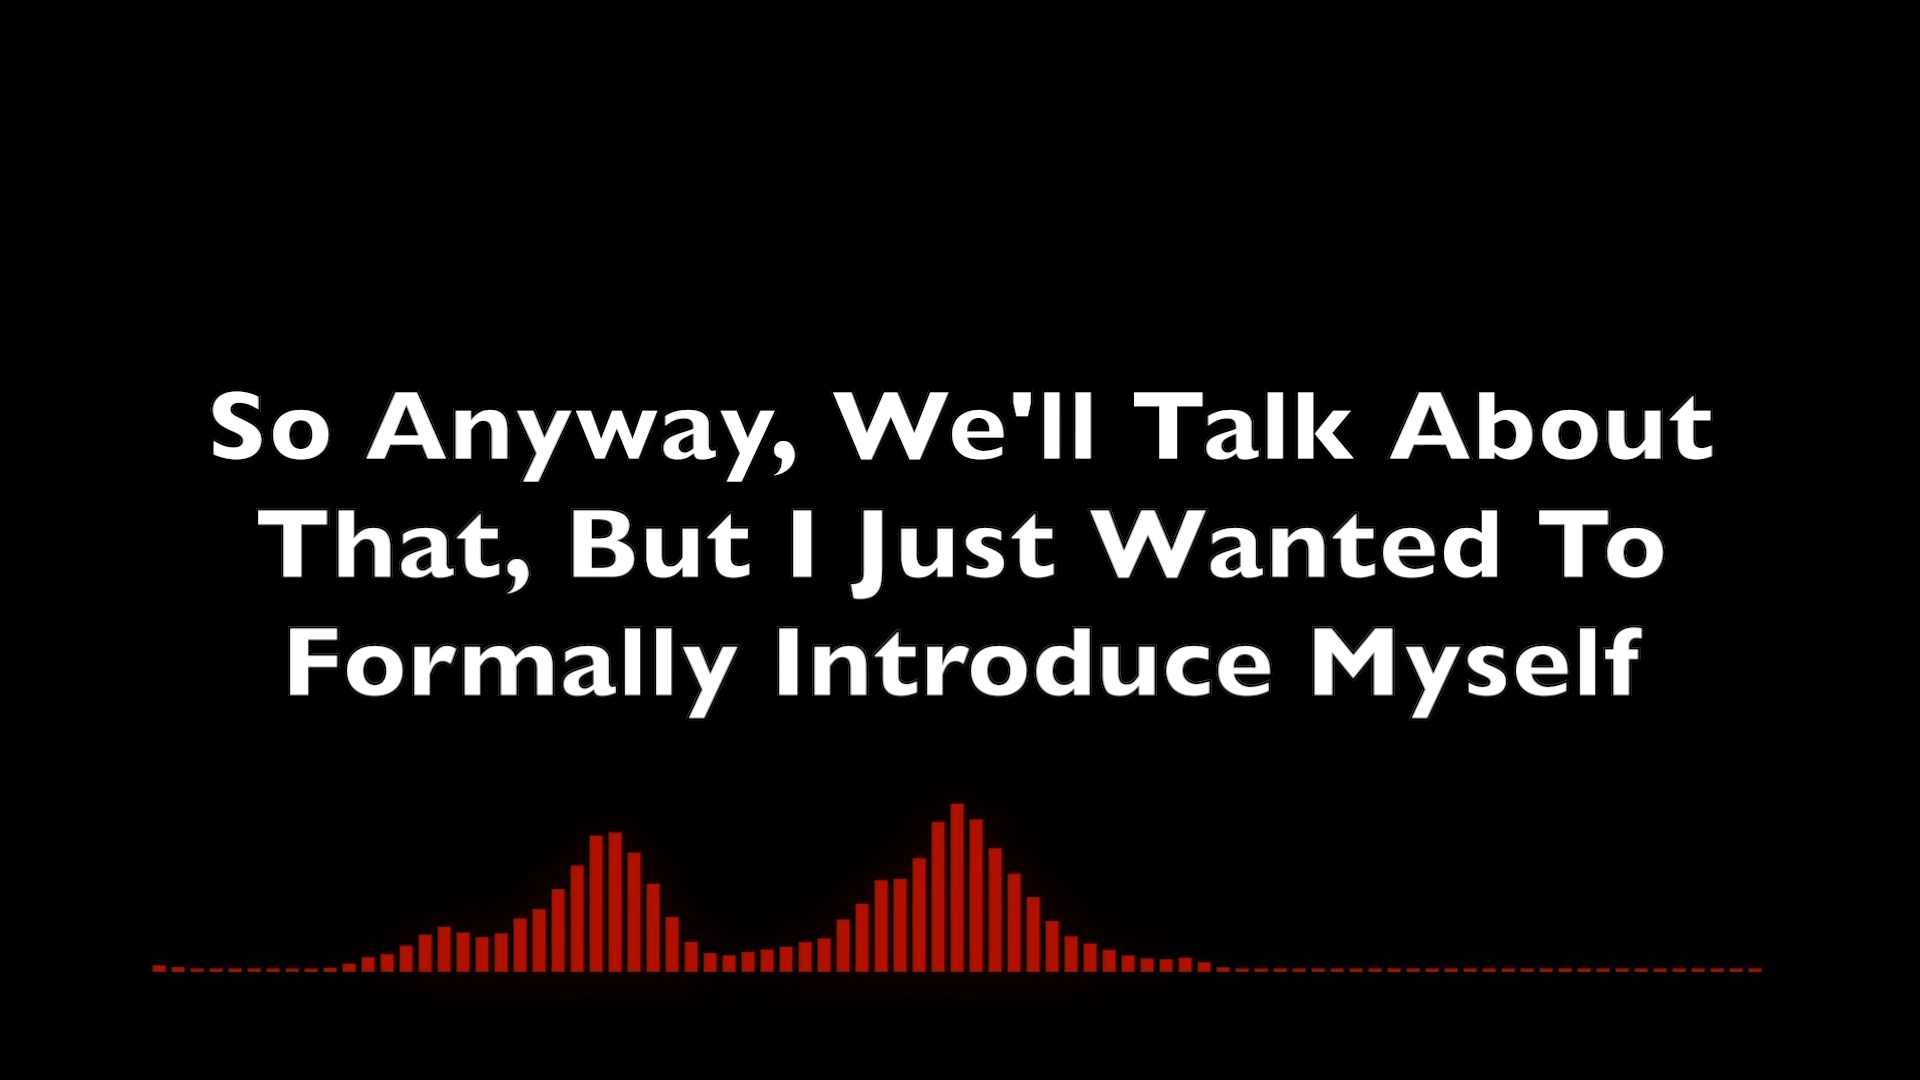 So Anyway, We'll Talk About
That, But I Just Wanted To
Formally Introduce Myself